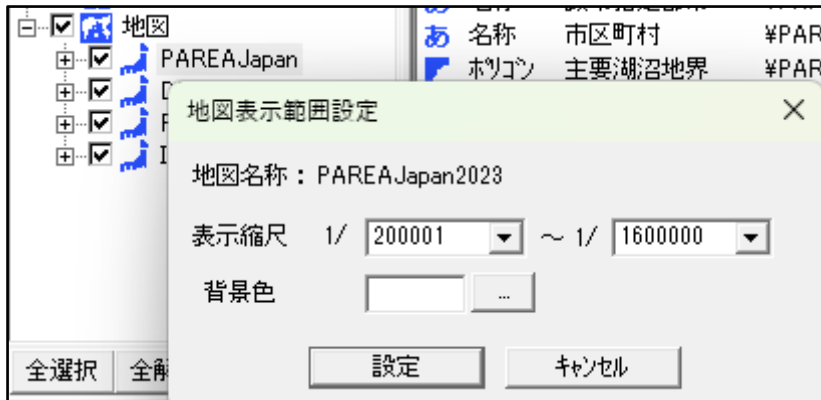 地図
PAREAJapan
名称 市区町村 ¥PAR
ﾎﾟﾘｺﾞﾝ 主要湖沼地界 ¥PAR
地図表示範囲設定
地図名称：PAREAJapan2023
表示縮尺 1/ 200001 ～ 1/ 1600000
背景色 ...
設定 ｷｬﾝｾﾙ
全選択 全解